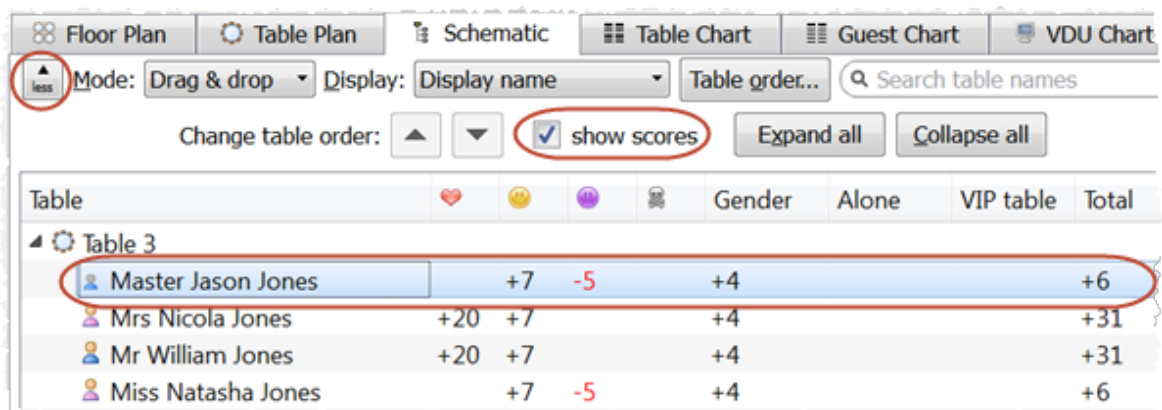 Floor Plan Table Plan Schematic Table Chart Guest Chart VDU Chart
less Mode: Drag & drop Display: Display name Table order... Search table names
Change table order: show scores Expand all Collapse all
Table Gender Alone VIP table Total
Table 3
Master Jason Jones +7 -5 +4 +6
Mrs Nicola Jones +20 +7 +4 +31
Mr William Jones +20 +7 +4 +31
Miss Natasha Jones +7 -5 +4 +6